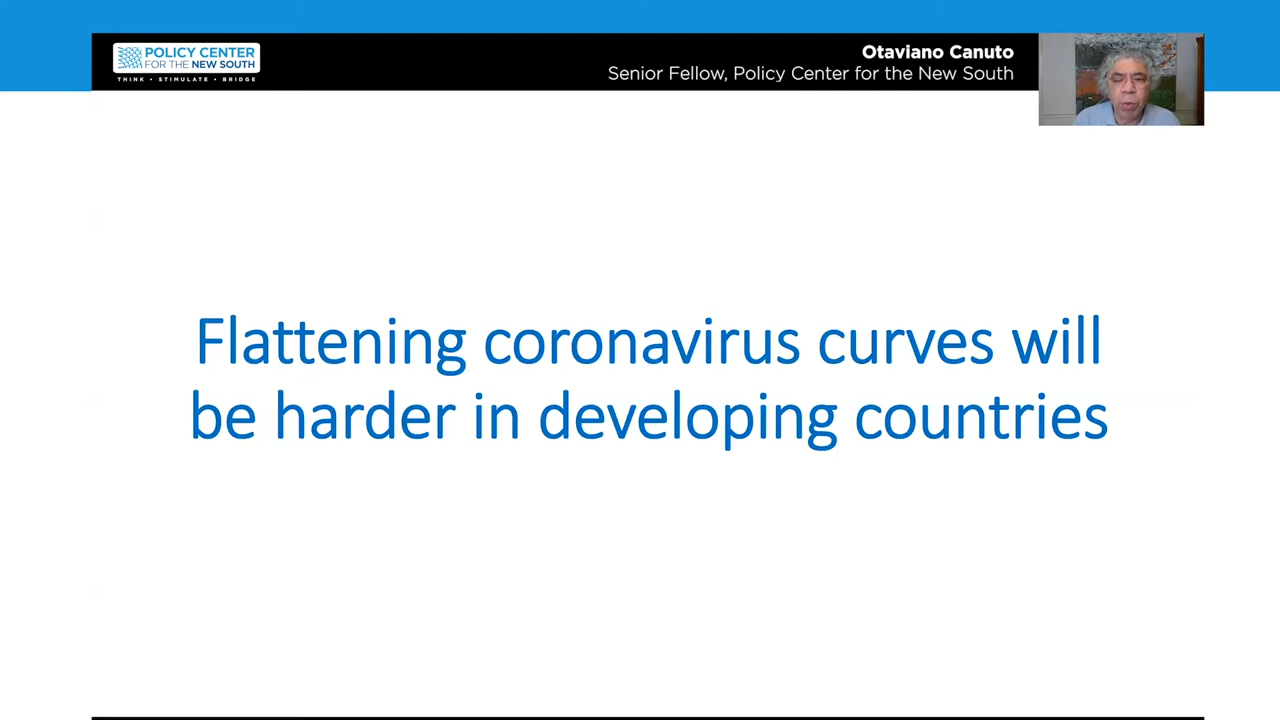 POLICY CENTER
FOR THE NEW SOUTH
THINK • STIMULATE • BRIDGE
Otaviano Canuto
Senior Fellow, Policy Center for the New South
Flattening coronavirus curves will
be harder in developing countries